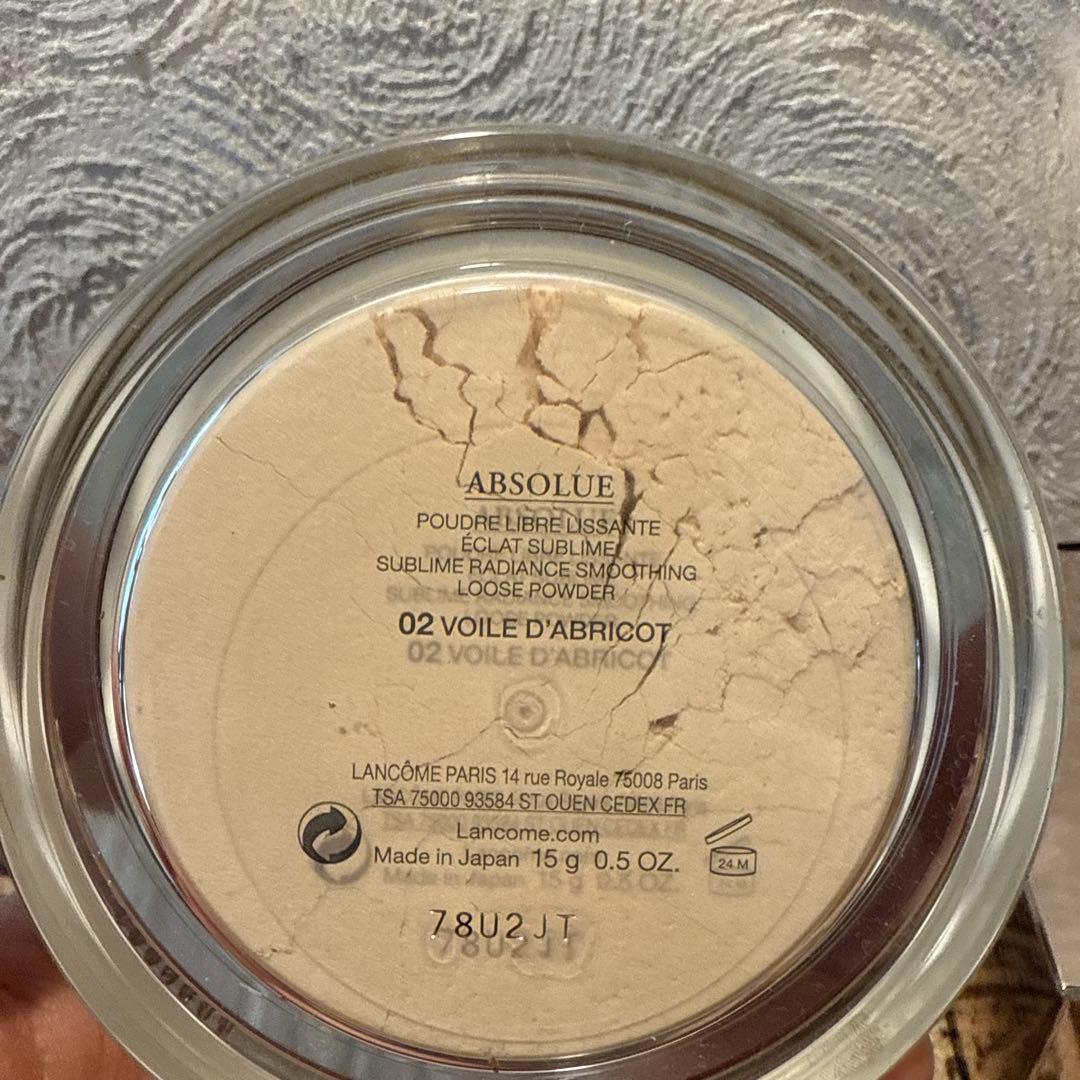 ABSOLUE
POUDRE LIBRE LISSANTE
ÉCLAT SUBLIME
SUBLIME RADIANCE SMOOTHING
LOOSE POWDER
02 VOILE D'ABRICOT
LANCÔME PARIS 14 rue Royale 75008 Paris
TSA 75000 93584 ST OUEN CEDEX FR
Lancome.com
Made in Japan 15 g 0.5 OZ.
24 M
78U2JT